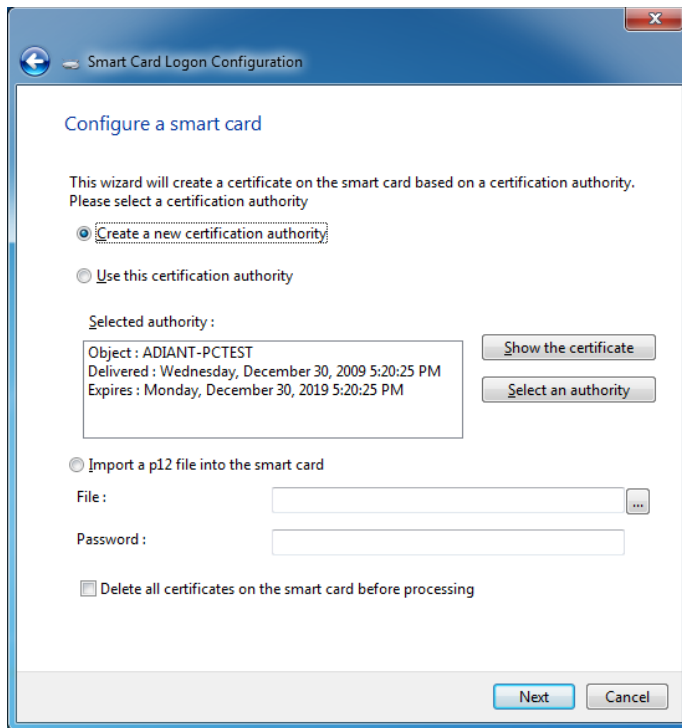 Smart Card Logon Configuration
Configure a smart card
This wizard will create a certificate on the smart card based on a certification authority.
Please select a certification authority
Create a new certification authority
Use this certification authority
Selected authority :
Object : ADIANT-PCTEST
Delivered : Wednesday, December 30, 2009 5:20:25 PM
Expires : Monday, December 30, 2019 5:20:25 PM
Show the certificate
Select an authority
Import a p12 file into the smart card
File :
...
Password :
Delete all certificates on the smart card before processing
Next
Cancel